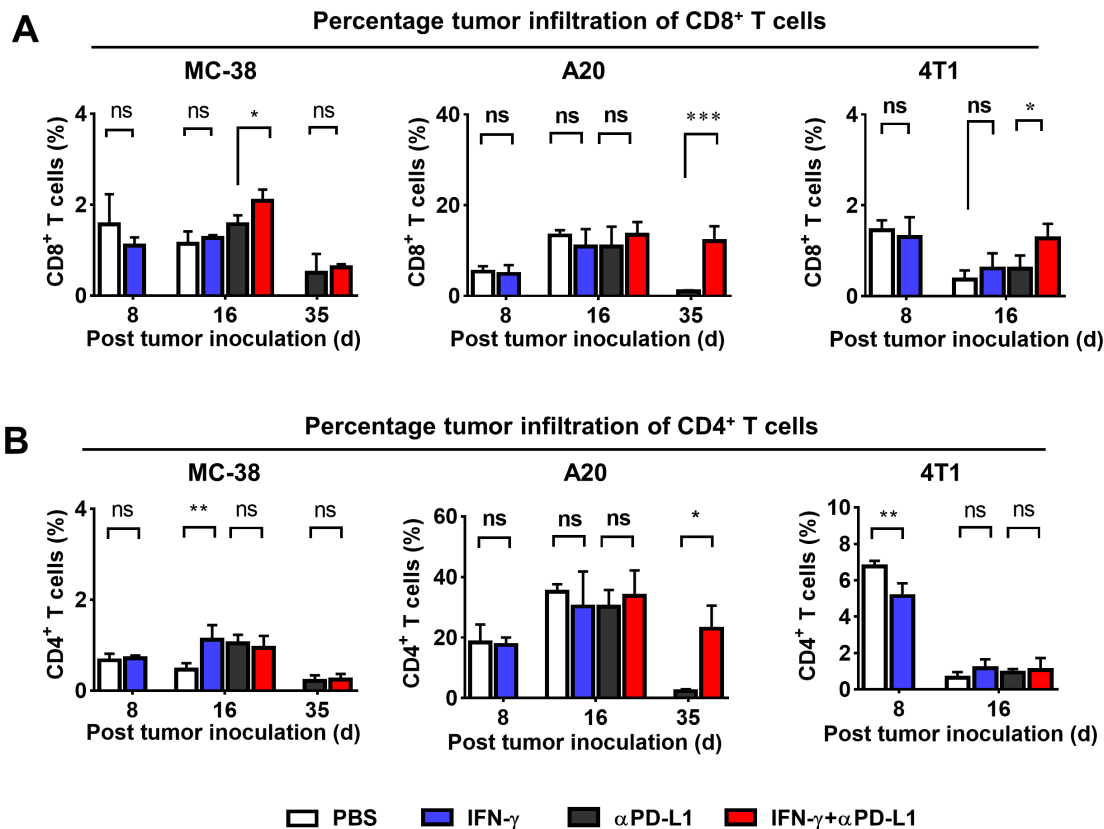 A
Percentage tumor infiltration of CD8⁺ T cells
MC-38
A20
4T1
CD8⁺ T cells (%)
4
2
0
ns
ns
*
ns
8
16
35
Post tumor inoculation (d)
CD8⁺ T cells (%)
40
20
0
ns
ns
ns
***
8
16
35
Post tumor inoculation (d)
CD8⁺ T cells (%)
4
2
0
ns
ns
*
8
16
Post tumor inoculation (d)
B
Percentage tumor infiltration of CD4⁺ T cells
MC-38
A20
4T1
CD4⁺ T cells (%)
4
2
0
ns
**
ns
ns
8
16
35
Post tumor inoculation (d)
CD4⁺ T cells (%)
60
40
20
0
ns
ns
ns
*
8
16
35
Post tumor inoculation (d)
CD4⁺ T cells (%)
10
8
6
4
2
0
**
ns
ns
8
16
Post tumor inoculation (d)
PBS
IFN-γ
αPD-L1
IFN-γ+αPD-L1